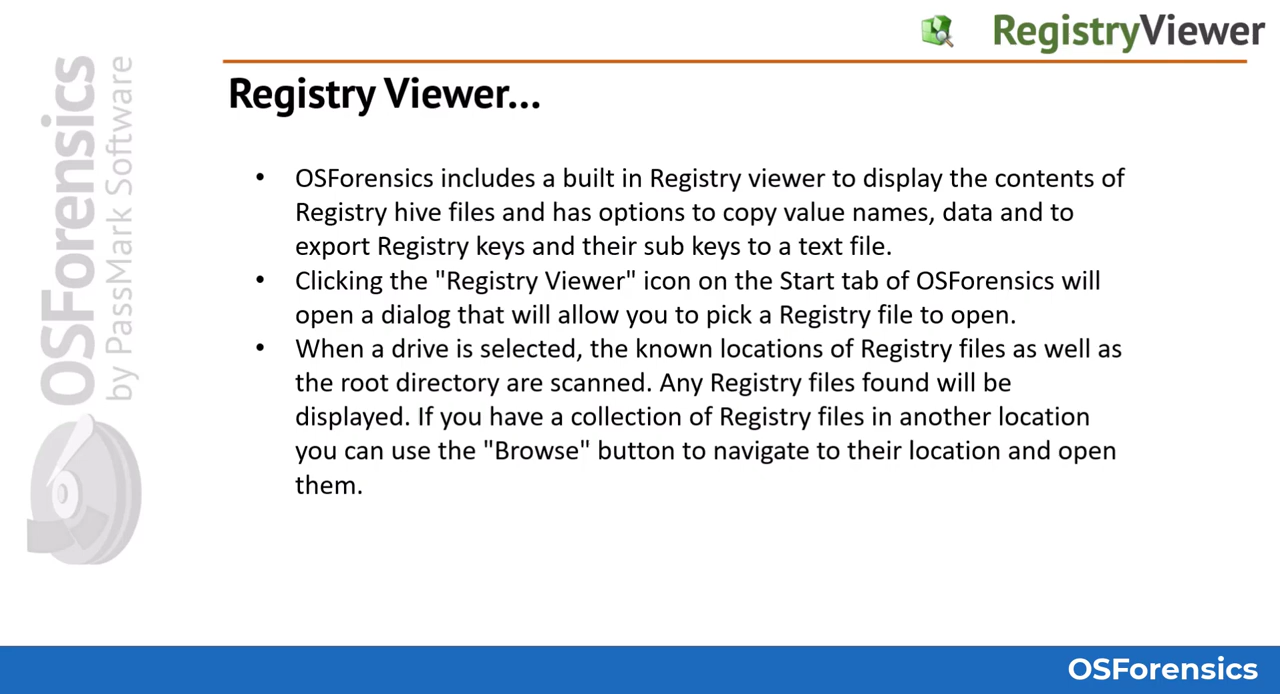 RegistryViewer
Registry Viewer...
OSForensics
by PassMark Software
• OSForensics includes a built in Registry viewer to display the contents of
Registry hive files and has options to copy value names, data and to
export Registry keys and their sub keys to a text file.
• Clicking the "Registry Viewer" icon on the Start tab of OSForensics will
open a dialog that will allow you to pick a Registry file to open.
• When a drive is selected, the known locations of Registry files as well as
the root directory are scanned. Any Registry files found will be
displayed. If you have a collection of Registry files in another location
you can use the "Browse" button to navigate to their location and open
them.
OSForensics